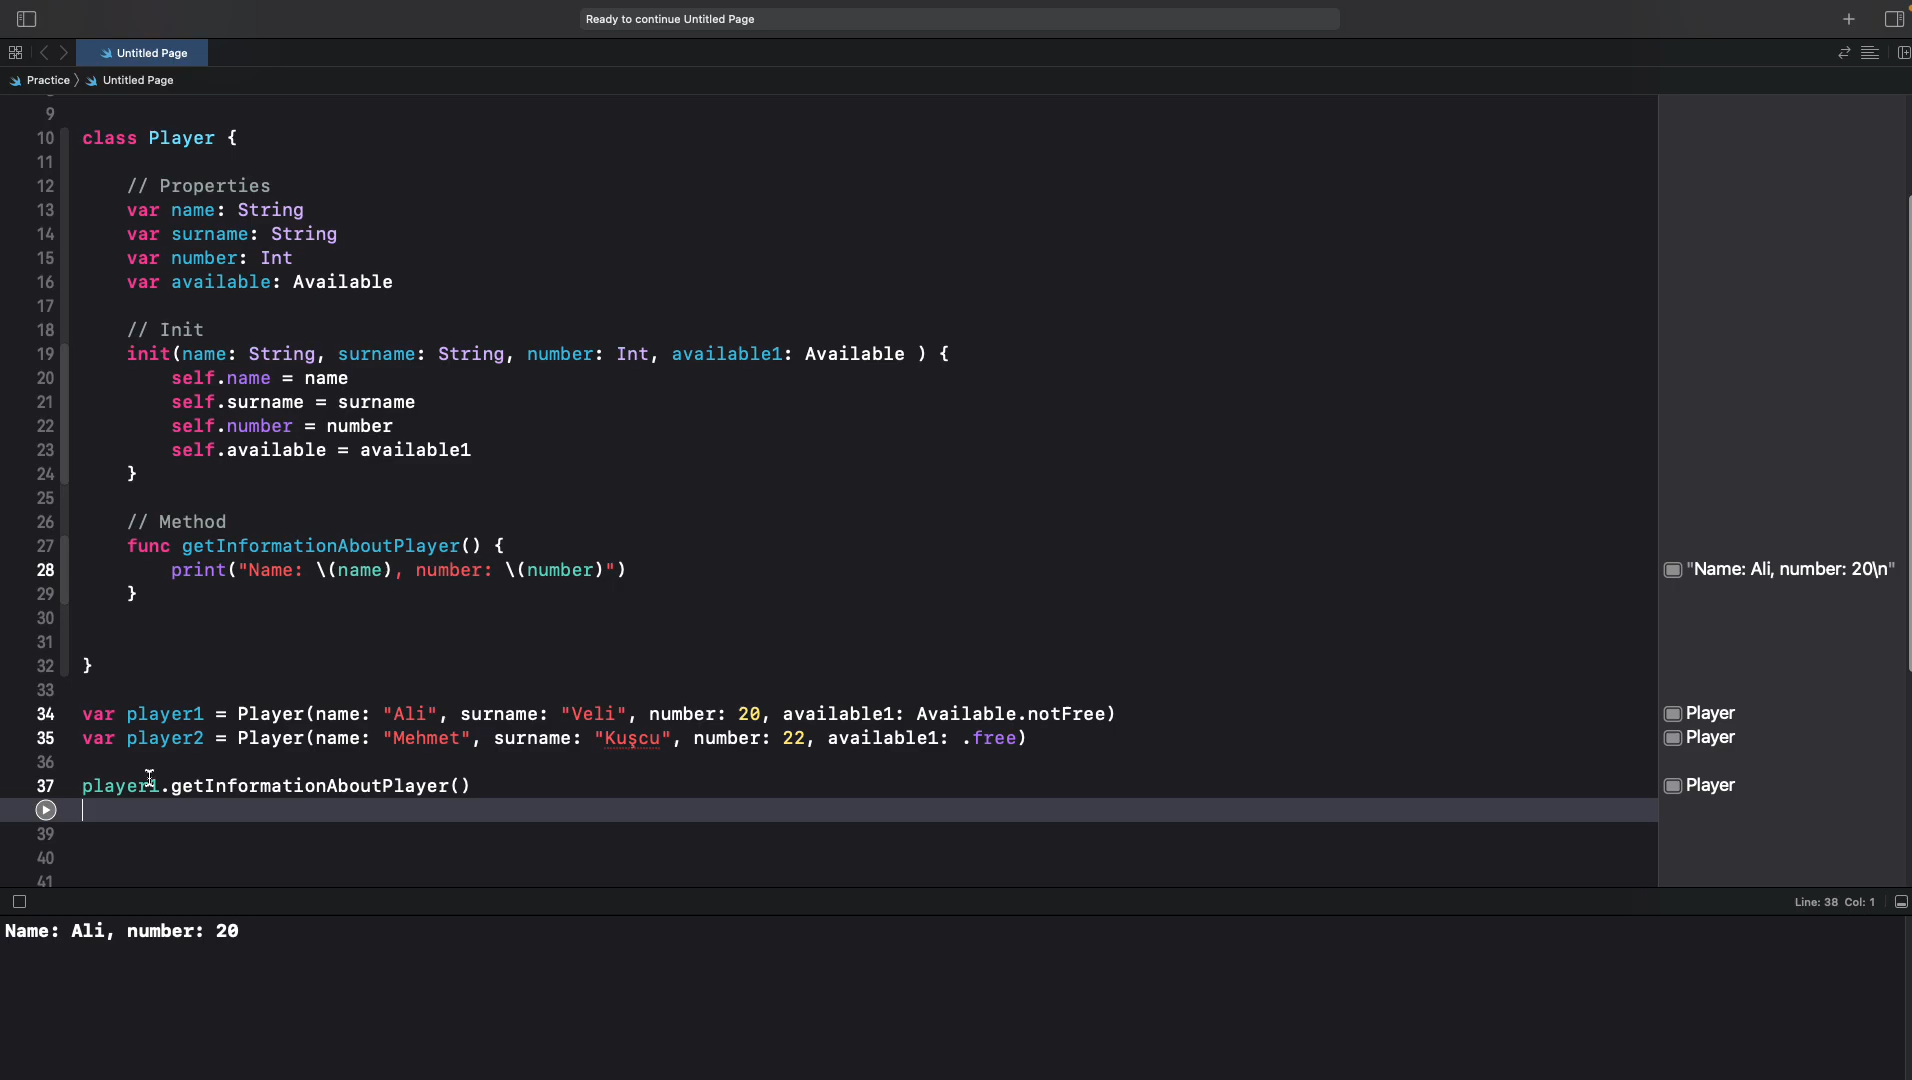 Ready to continue Untitled Page
Untitled Page
Practice 〉 Untitled Page
9
10 class Player {
11
12 // Properties
13 var name: String
14 var surname: String
15 var number: Int
16 var available: Available
17
18 // Init
19 init(name: String, surname: String, number: Int, available1: Available ) {
20 self.name = name
21 self.surname = surname
22 self.number = number
23 self.available = available1
24 }
25
26 // Method
27 func getInformationAboutPlayer() {
28 print("Name: \(name), number: \(number)") "Name: Ali, number: 20\n"
29 }
30
31
32 }
33
34 var player1 = Player(name: "Ali", surname: "Veli", number: 20, available1: Available.notFree) Player
35 var player2 = Player(name: "Mehmet", surname: "Kuşcu", number: 22, available1: .free) Player
36
37 player1.getInformationAboutPlayer() Player
39
40
41
Line: 38 Col: 1
Name: Ali, number: 20